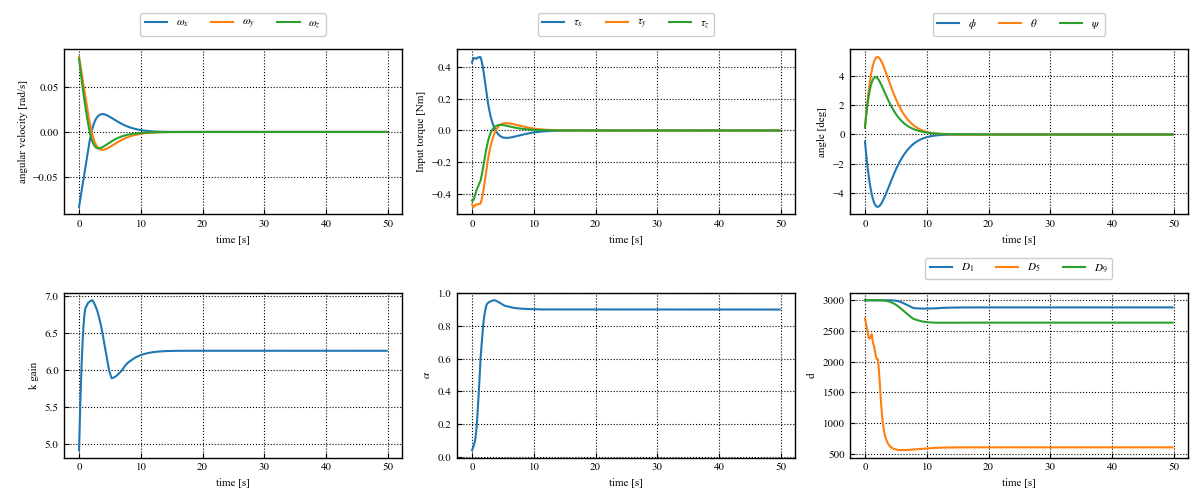 ωx ωy ωz
angular velocity [rad/s]
0.05
0.00
−0.05
0 10 20 30 40 50
time [s]
τx τy τz
Input torque [Nm]
0.4
0.2
0.0
−0.2
−0.4
0 10 20 30 40 50
time [s]
ϕ θ ψ
angle [deg]
4
2
0
−2
−4
0 10 20 30 40 50
time [s]
k gain
7.0
6.5
6.0
5.5
5.0
0 10 20 30 40 50
time [s]
α
1.0
0.8
0.6
0.4
0.2
0.0
0 10 20 30 40 50
time [s]
D1 D5 D9
d
3000
2500
2000
1500
1000
500
0 10 20 30 40 50
time [s]